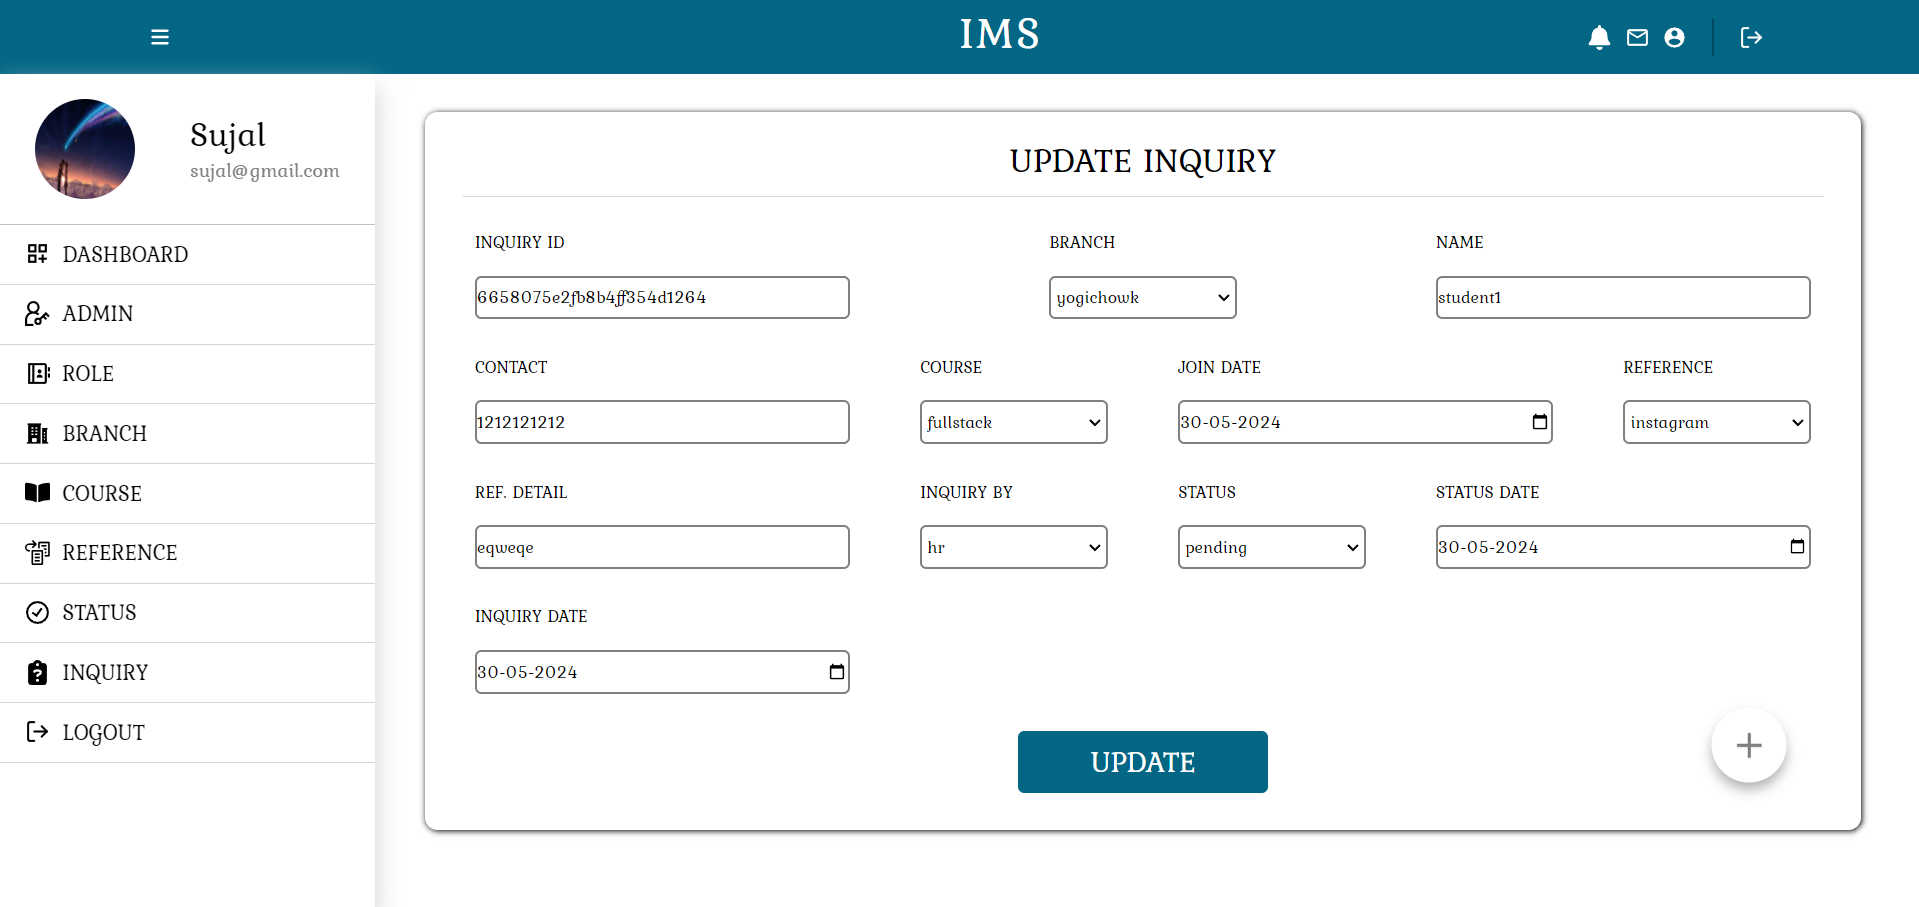 IMS
Sujal
sujal@gmail.com
DASHBOARD
ADMIN
ROLE
BRANCH
COURSE
REFERENCE
STATUS
INQUIRY
LOGOUT
UPDATE INQUIRY
INQUIRY ID BRANCH NAME
6658075e2fb8b4ff354d1264 yogichowk student1
CONTACT COURSE JOIN DATE REFERENCE
1212121212 fullstack 30-05-2024 instagram
REF. DETAIL INQUIRY BY STATUS STATUS DATE
eqweqe hr pending 30-05-2024
INQUIRY DATE
30-05-2024
UPDATE